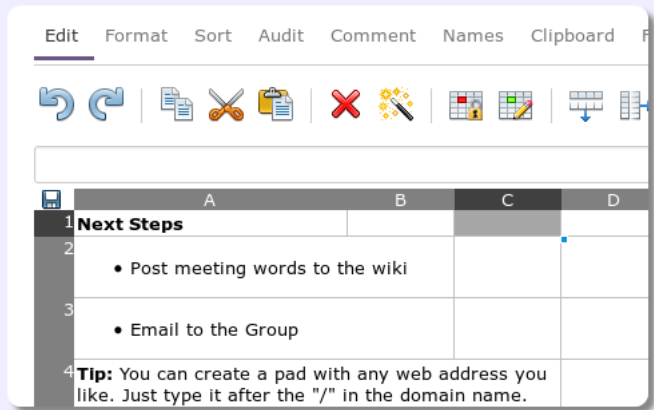 Edit Format Sort Audit Comment Names Clipboard F
A B C D
1 Next Steps
2
• Post meeting words to the wiki
3
• Email to the Group
4 Tip: You can create a pad with any web address you
like. Just type it after the "/" in the domain name.